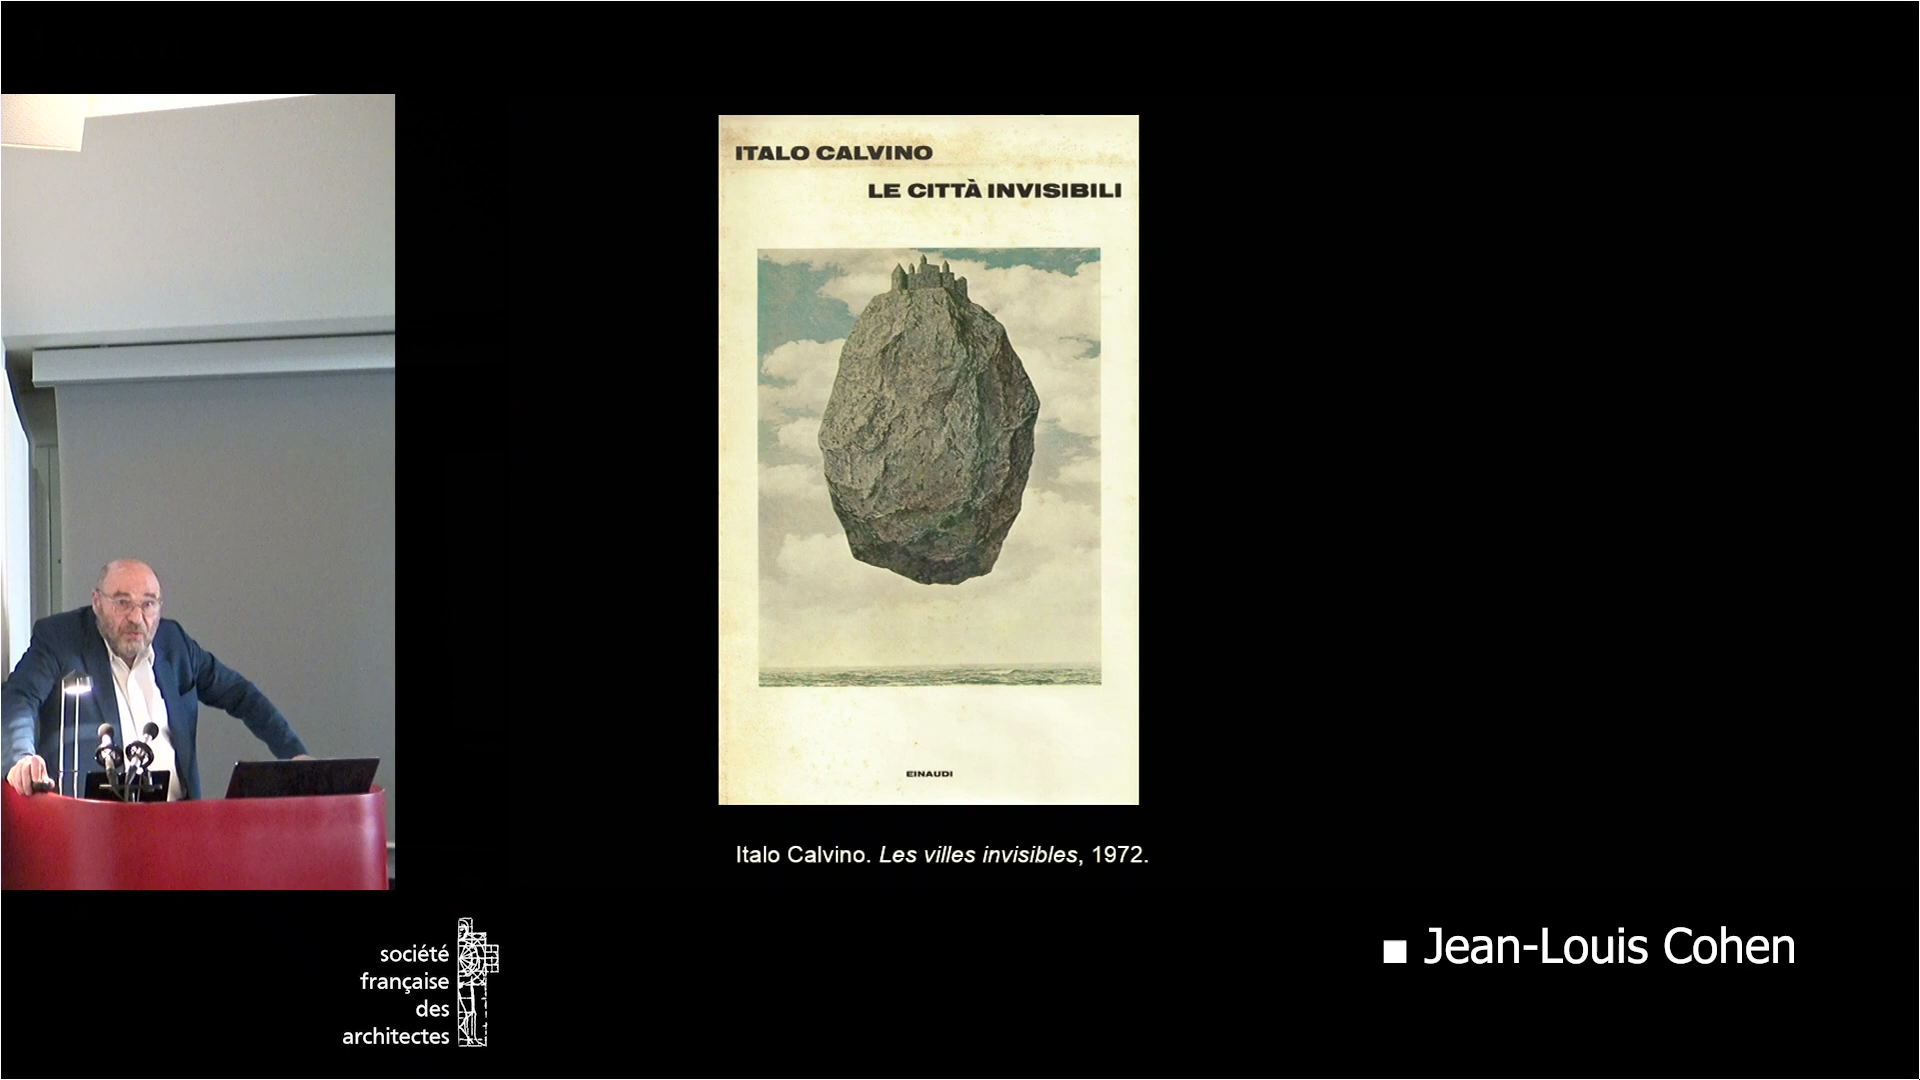 ITALO CALVINO
LE CITTÀ INVISIBILI
EINAUDI
Italo Calvino. Les villes invisibles, 1972.
société
française
des
architectes
■ Jean-Louis Cohen